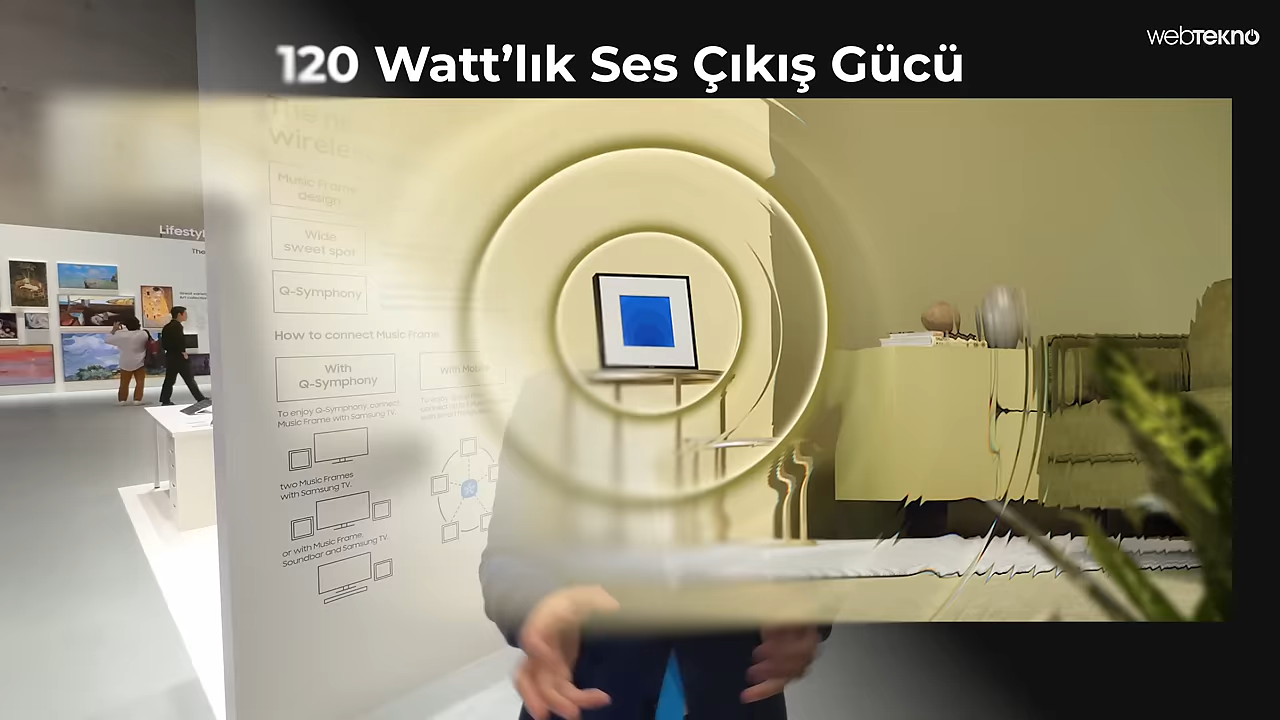 120 Watt’lık Ses Çıkış Gücü
webTEKNO
Music Frame
design
Wide
sweet spot
Q-Symphony
How to connect Music Frame
With
Q-Symphony
To enjoy Q-Symphony, connect
Music Frame with Samsung TV.
two Music Frames
with Samsung TV.
or with Music Frame,
Soundbar and Samsung TV.